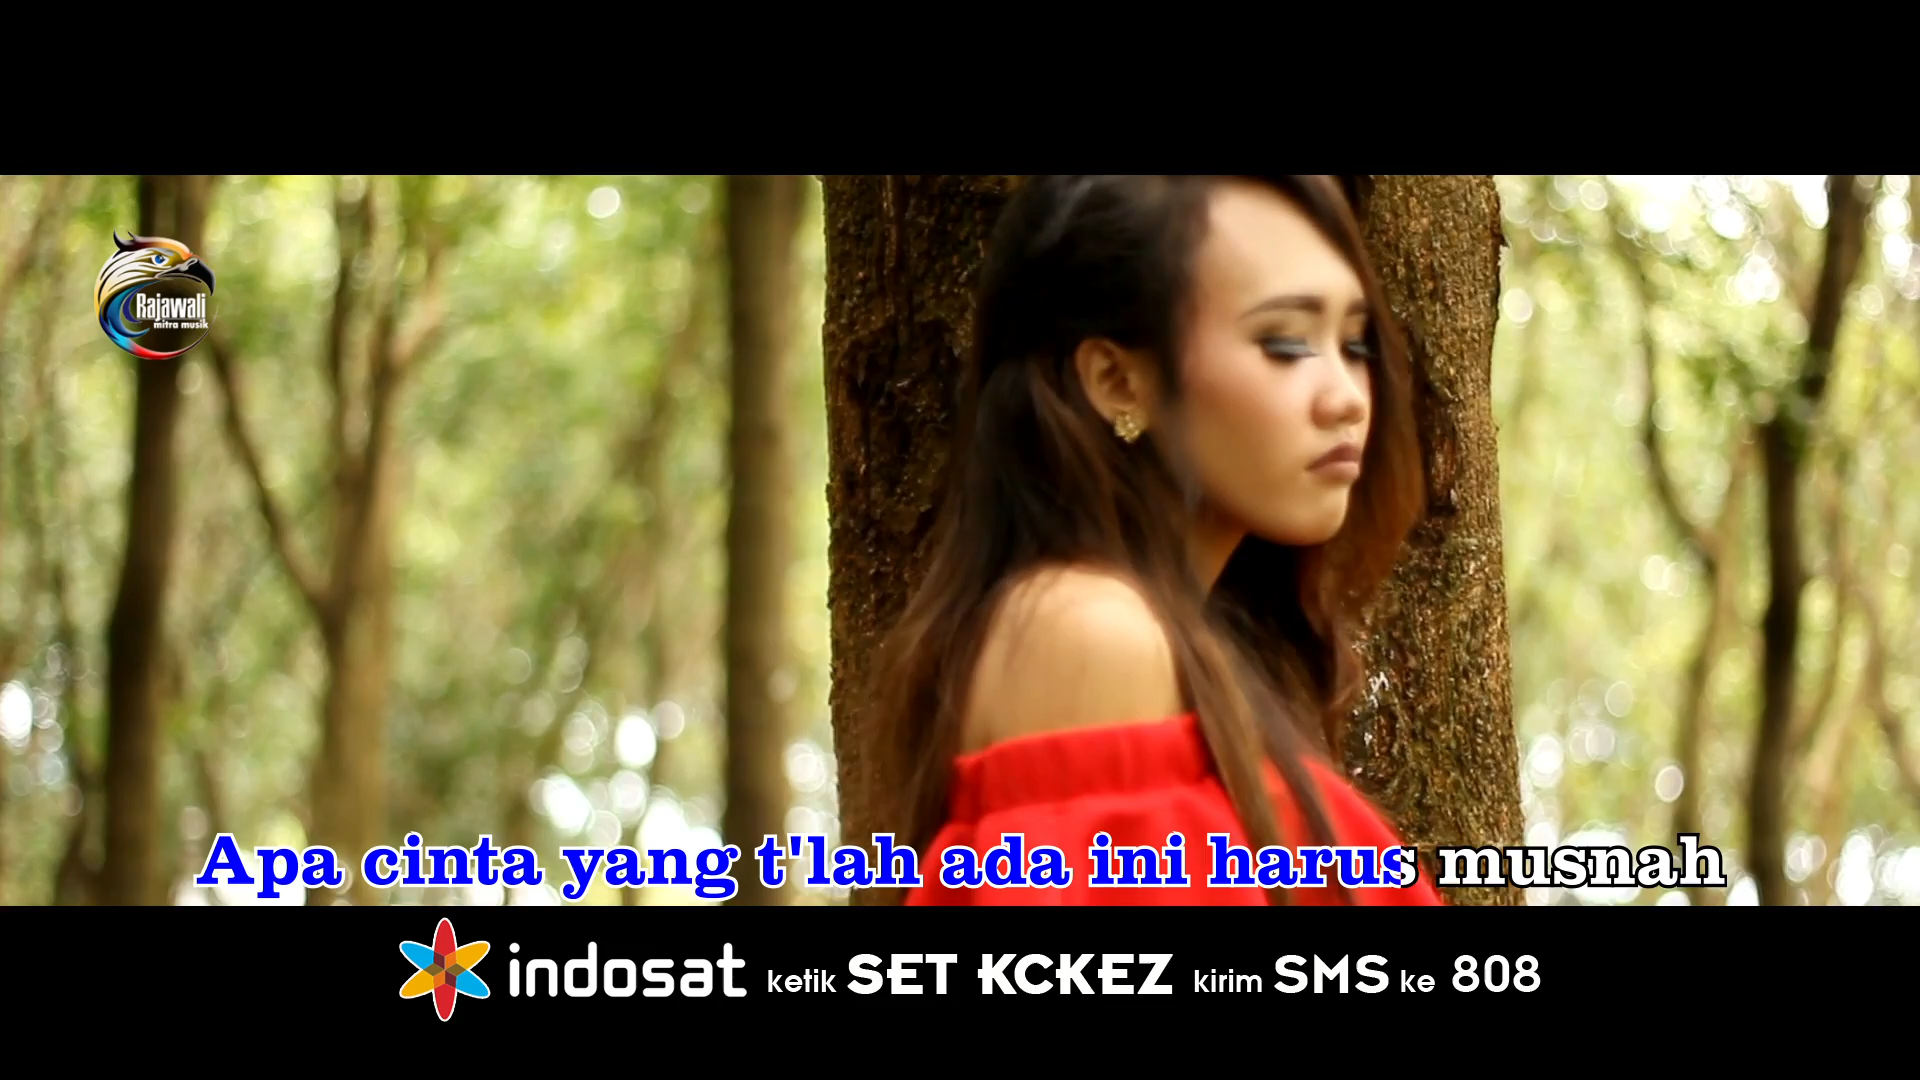 Rajawali
mitra musik
Apa cinta yang t'lah ada ini harus musnah
indosat ketik SET KCKEZ kirim SMS ke 808